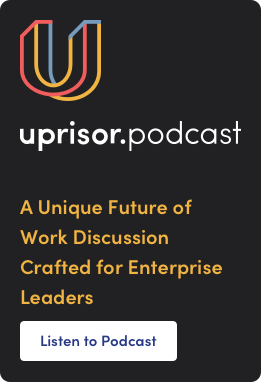 uprisor.podcast
A Unique Future of
Work Discussion
Crafted for Enterprise
Leaders
Listen to Podcast